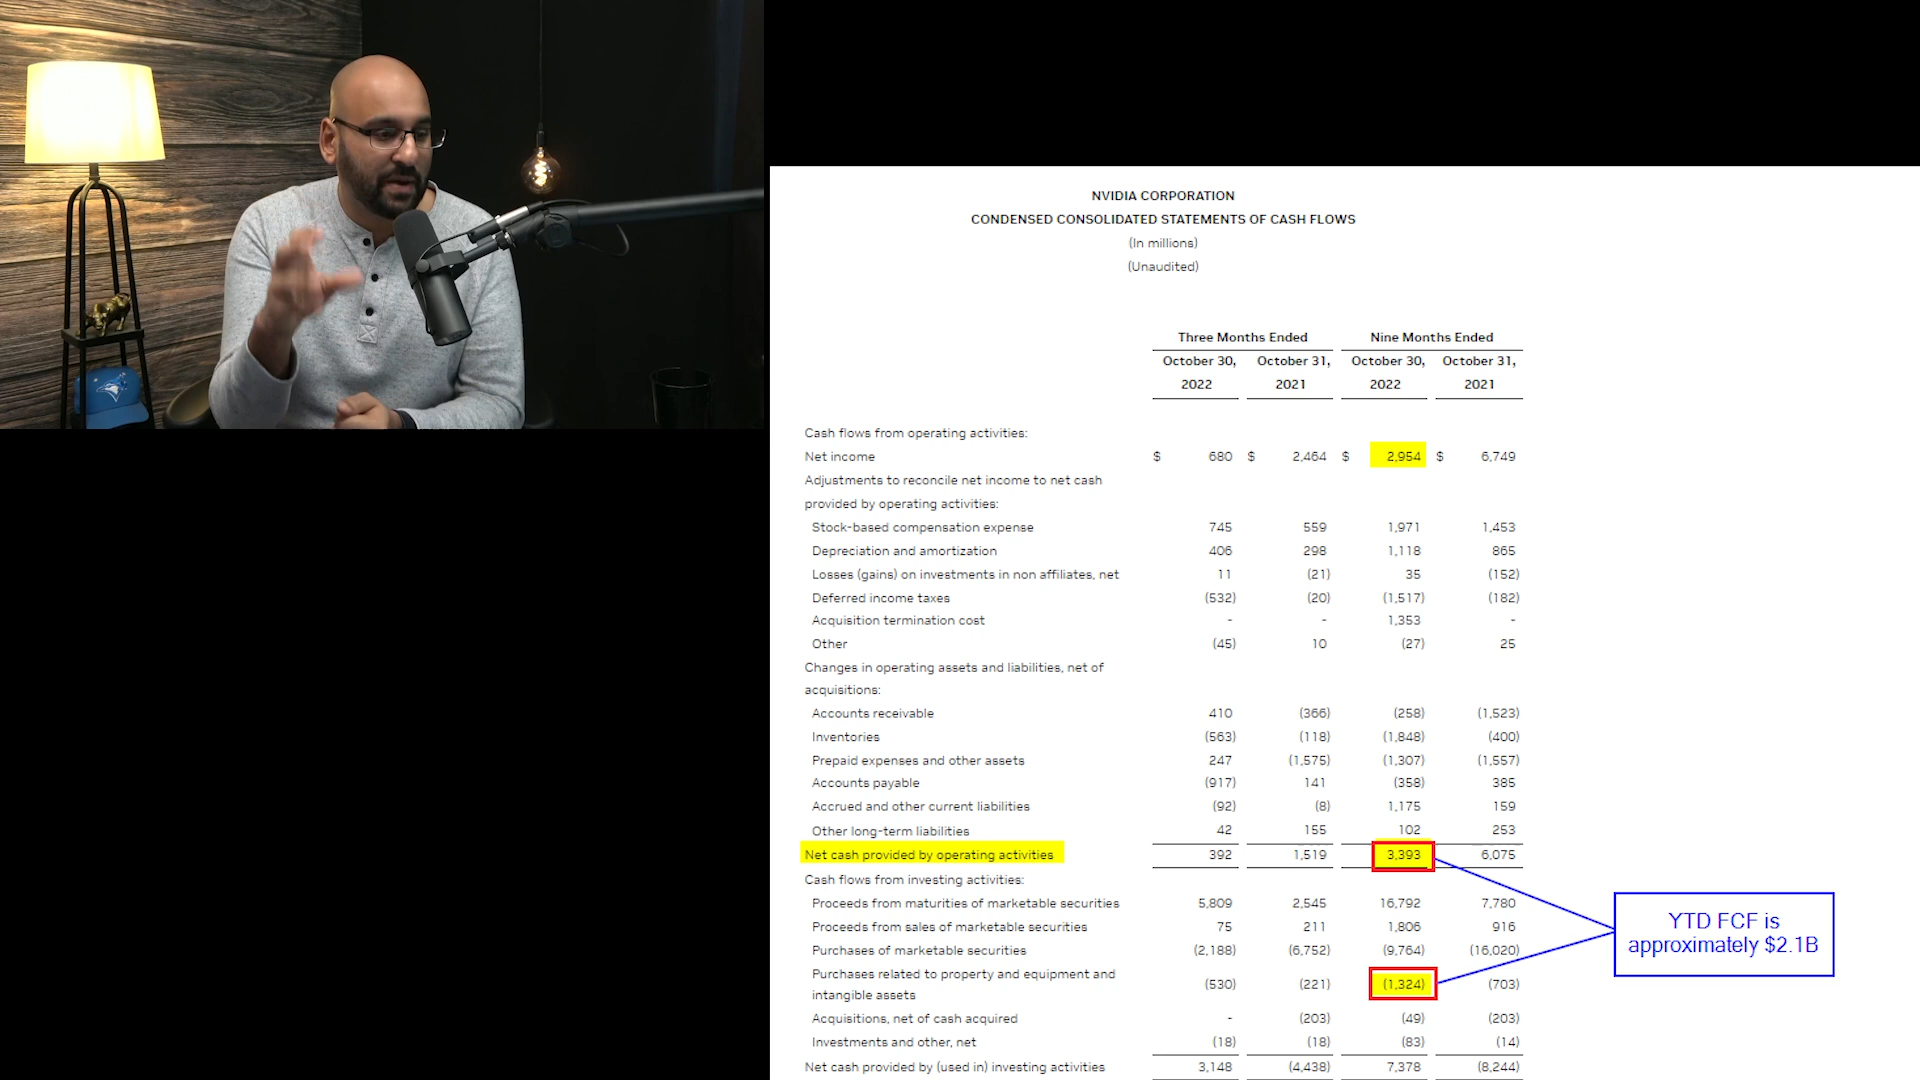 NVIDIA CORPORATION
CONDENSED CONSOLIDATED STATEMENTS OF CASH FLOWS
(In millions)
(Unaudited)
Three Months Ended Nine Months Ended
October 30, October 31, October 30, October 31,
2022 2021 2022 2021
Cash flows from operating activities:
Net income $ 680 $ 2,464 $ 2,954 $ 6,749
Adjustments to reconcile net income to net cash
provided by operating activities:
Stock-based compensation expense 745 559 1,971 1,453
Depreciation and amortization 406 298 1,118 865
Losses (gains) on investments in non affiliates, net 11 (21) 35 (152)
Deferred income taxes (532) (20) (1,517) (182)
Acquisition termination cost - - 1,353 -
Other (45) 10 (27) 25
Changes in operating assets and liabilities, net of
acquisitions:
Accounts receivable 410 (366) (258) (1,523)
Inventories (563) (118) (1,848) (400)
Prepaid expenses and other assets 247 (1,575) (1,307) (1,557)
Accounts payable (917) 141 (358) 385
Accrued and other current liabilities (92) (8) 1,175 159
Other long-term liabilities 42 155 102 253
Net cash provided by operating activities 392 1,519 3,393 6,075
Cash flows from investing activities:
Proceeds from maturities of marketable securities 5,809 2,545 16,792 7,780
Proceeds from sales of marketable securities 75 211 1,806 916
Purchases of marketable securities (2,188) (6,752) (9,764) (16,020)
Purchases related to property and equipment and
intangible assets (530) (221) (1,324) (703)
Acquisitions, net of cash acquired - (203) (49) (203)
Investments and other, net (18) (18) (83) (14)
Net cash provided by (used in) investing activities 3,148 (4,438) 7,378 (8,244)
YTD FCF is
approximately $2.1B